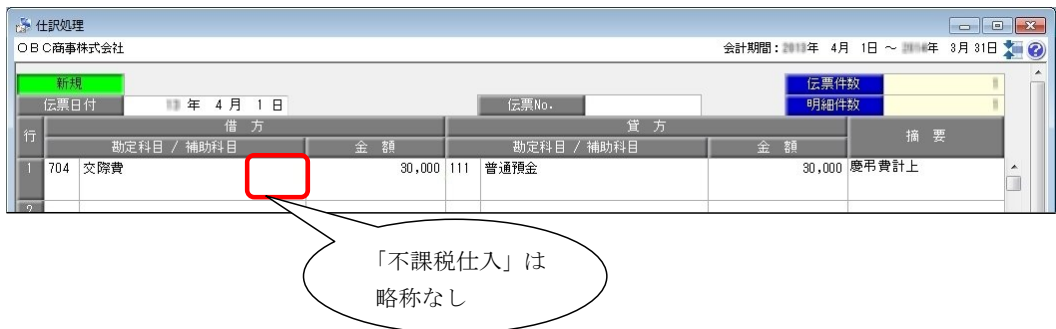 仕訳処理
OBC商事株式会社 会計期間: 年 4月 1日 ～ 年 3月 31日
新規 伝票件数
伝票日付 年 4月 1日 伝票No. 明細件数
行 借 方 貸 方 摘 要
勘定科目 / 補助科目 金 額 勘定科目 / 補助科目 金 額
1 704 交際費 30,000 111 普通預金 30,000 慶弔費計上
2
「不課税仕入」は
略称なし